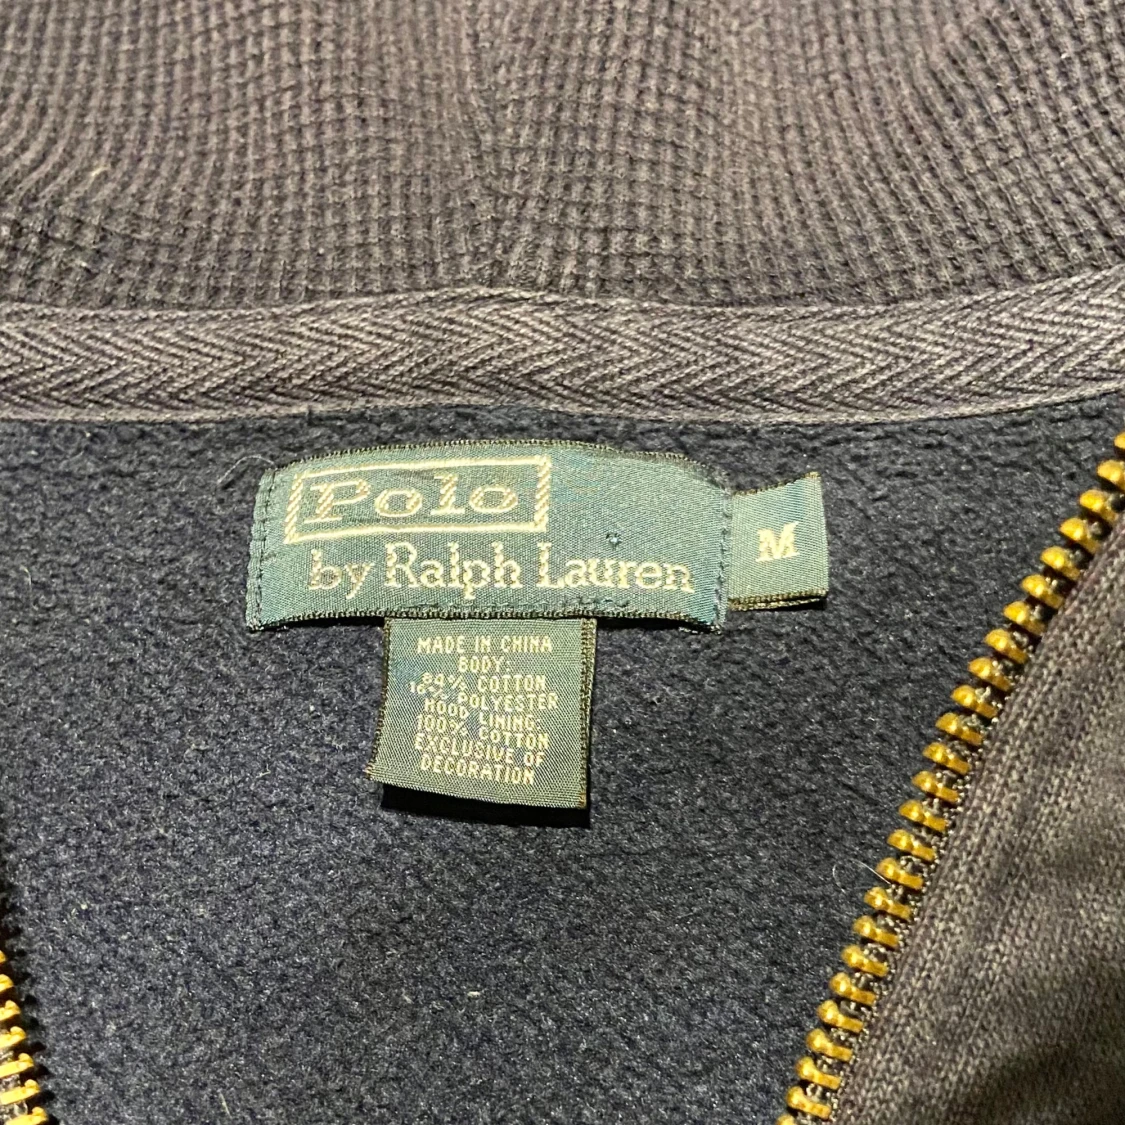 Polo
by Ralph Lauren
M
MADE IN CHINA
BODY:
84% COTTON
16% POLYESTER
HOOD LINING:
100% COTTON
EXCLUSIVE OF
DECORATION